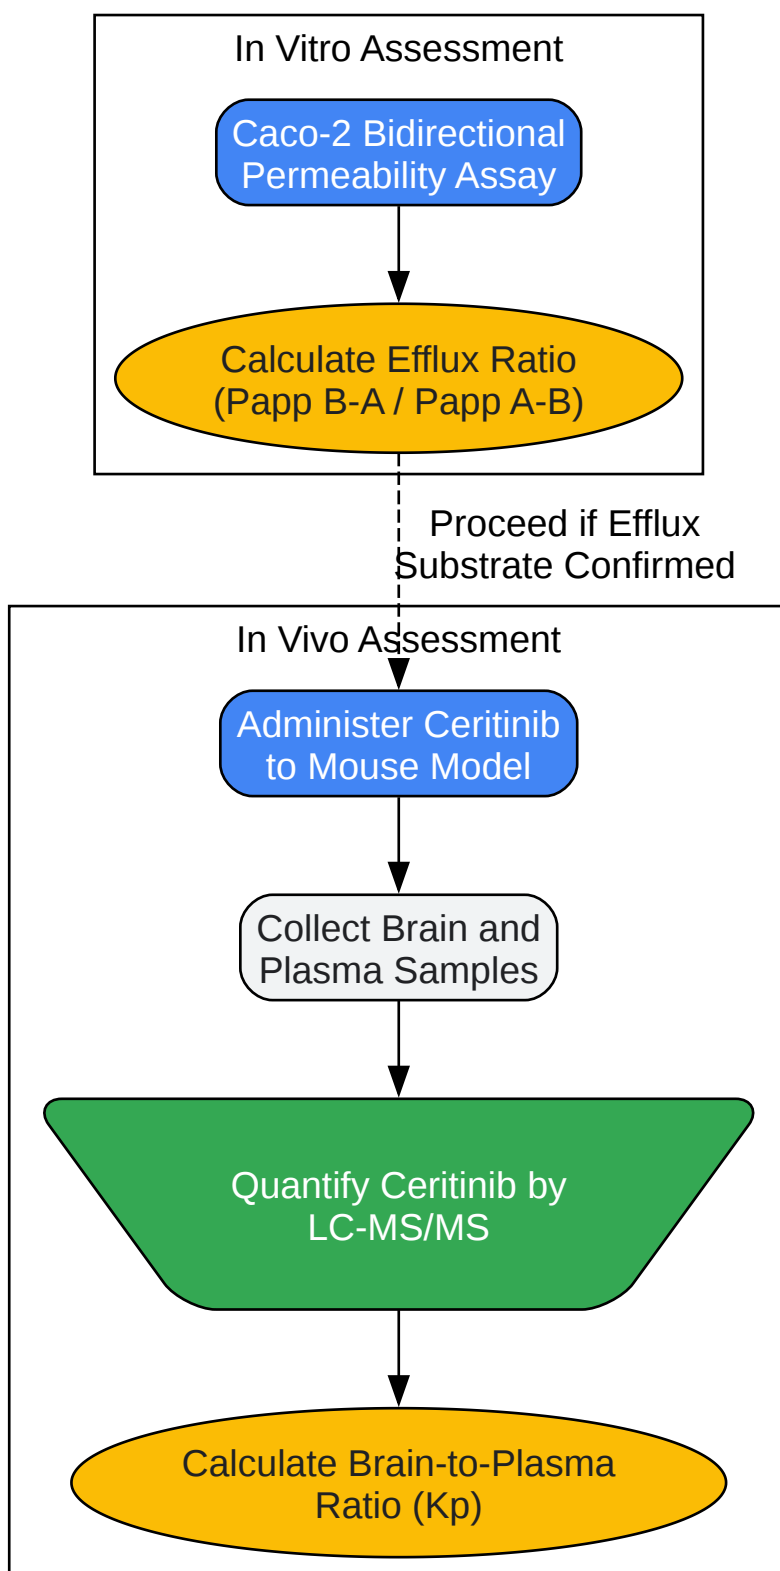 In Vitro Assessment
Caco-2 Bidirectional
Permeability Assay
Calculate Efflux Ratio
(Papp B-A / Papp A-B)
Proceed if Efflux
Substrate Confirmed
In Vivo Assessment
Administer Ceritinib
to Mouse Model
Collect Brain and
Plasma Samples
Quantify Ceritinib by
LC-MS/MS
Calculate Brain-to-Plasma
Ratio (Kp)